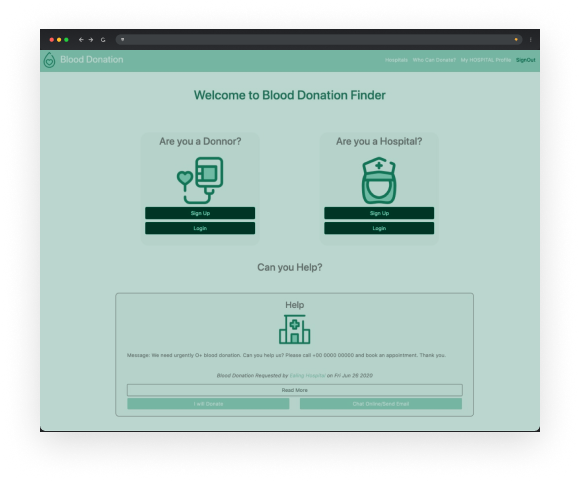 Blood Donation
Hospitals Who Can Donate? My HOSPITAL Profile SignOut
Welcome to Blood Donation Finder
Are you a Donnor?
Are you a Hospital?
Sign Up
Sign Up
Login
Login
Can you Help?
Help
Message: We need urgently O+ blood donation. Can you help us? Please call +00 0000 00000 and book an appointment. Thank you.
Blood Donation Requested by Ealing Hospital on Fri Jun 26 2020
Read More
I will Donate
Chat Online/Send Email